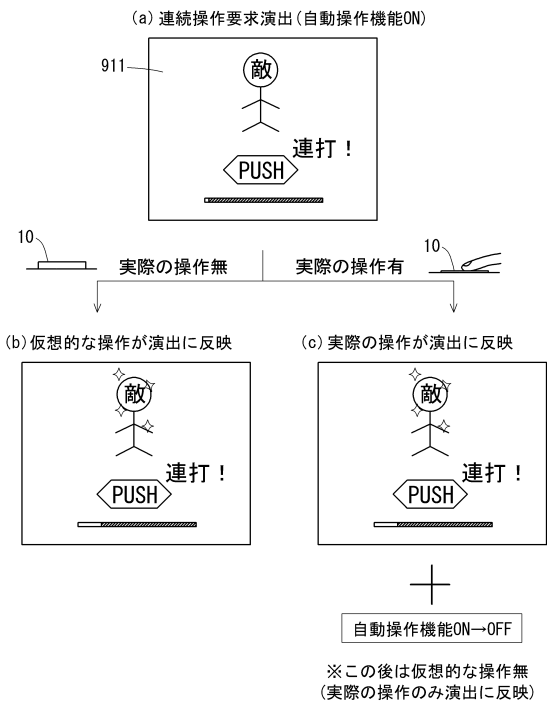 (a) 連続操作要求演出(自動操作機能ON)
911
敵
連打！
PUSH
10
実際の操作無
実際の操作有
10
(b) 仮想的な操作が演出に反映
敵
連打！
PUSH
(c) 実際の操作が演出に反映
敵
連打！
PUSH
自動操作機能ON→OFF
※この後は仮想的な操作無
(実際の操作のみ演出に反映)